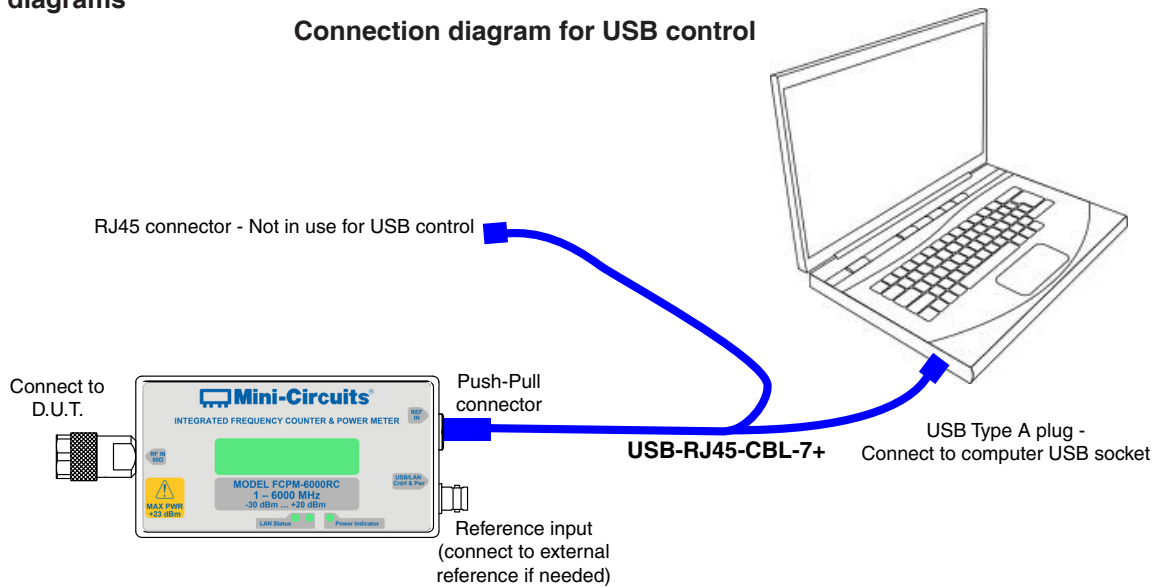 diagrams
Connection diagram for USB control
RJ45 connector - Not in use for USB control
Connect to
D.U.T.
Mini-Circuits®
INTEGRATED FREQUENCY COUNTER & POWER METER
REF
IN
RF IN
50Ω
USB/LAN
Cntrl & Pwr
MODEL FCPM-6000RC
1 – 6000 MHz
-30 dBm ... +20 dBm
MAX PWR
+23 dBm
LAN Status
Power Indicator
Push-Pull
connector
USB-RJ45-CBL-7+
USB Type A plug -
Connect to computer USB socket
Reference input
(connect to external
reference if needed)